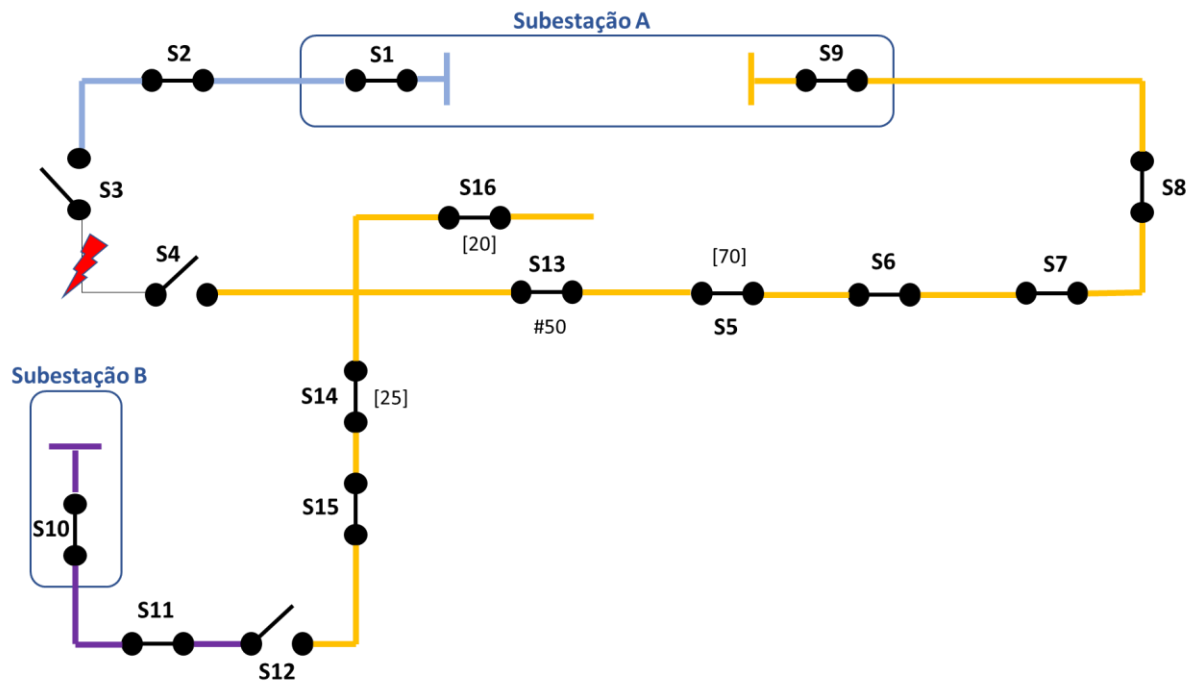 Subestação A
S2
S1
S9
S3
S16
S8
[20]
S4
S13
[70]
S6
S7
#50
S5
Subestação B
S14
[25]
S15
S10
S11
S12